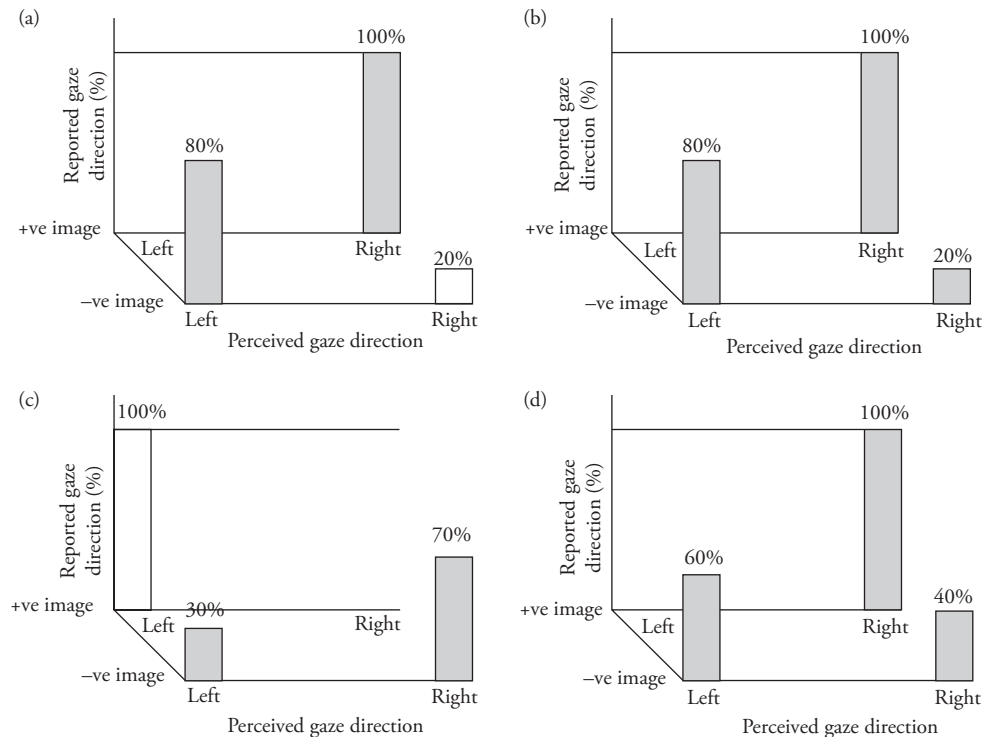 (a)
100%
Reported gaze
direction (%)
80%
+ve image
Left
Right
20%
−ve image
Left
Right
Perceived gaze direction
(b)
100%
Reported gaze
direction (%)
80%
+ve image
Left
Right
20%
−ve image
Left
Right
Perceived gaze direction
(c)
100%
Reported gaze
direction (%)
70%
+ve image
30%
Left
Right
−ve image
Left
Right
Perceived gaze direction
(d)
100%
Reported gaze
direction (%)
60%
+ve image
40%
Left
Right
−ve image
Left
Right
Perceived gaze direction